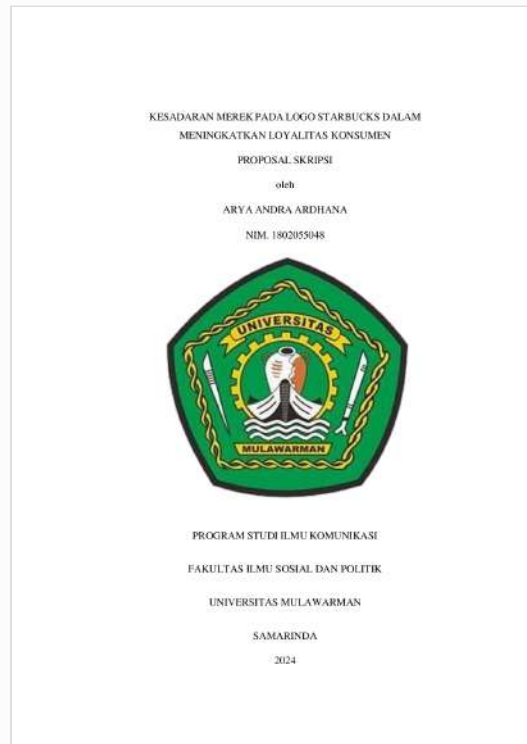 KESADARAN MEREK PADA LOGO STARBUCKS DALAM
MENINGKATKAN LOYALITAS KONSUMEN
PROPOSAL SKRIPSI
oleh
ARYA ANDRA ARDHANA
NIM. 1802055048
UNIVERSITAS
MULAWARMAN
PROGRAM STUDI ILMU KOMUNIKASI
FAKULTAS ILMU SOSIAL DAN POLITIK
UNIVERSITAS MULAWARMAN
SAMARINDA
2024